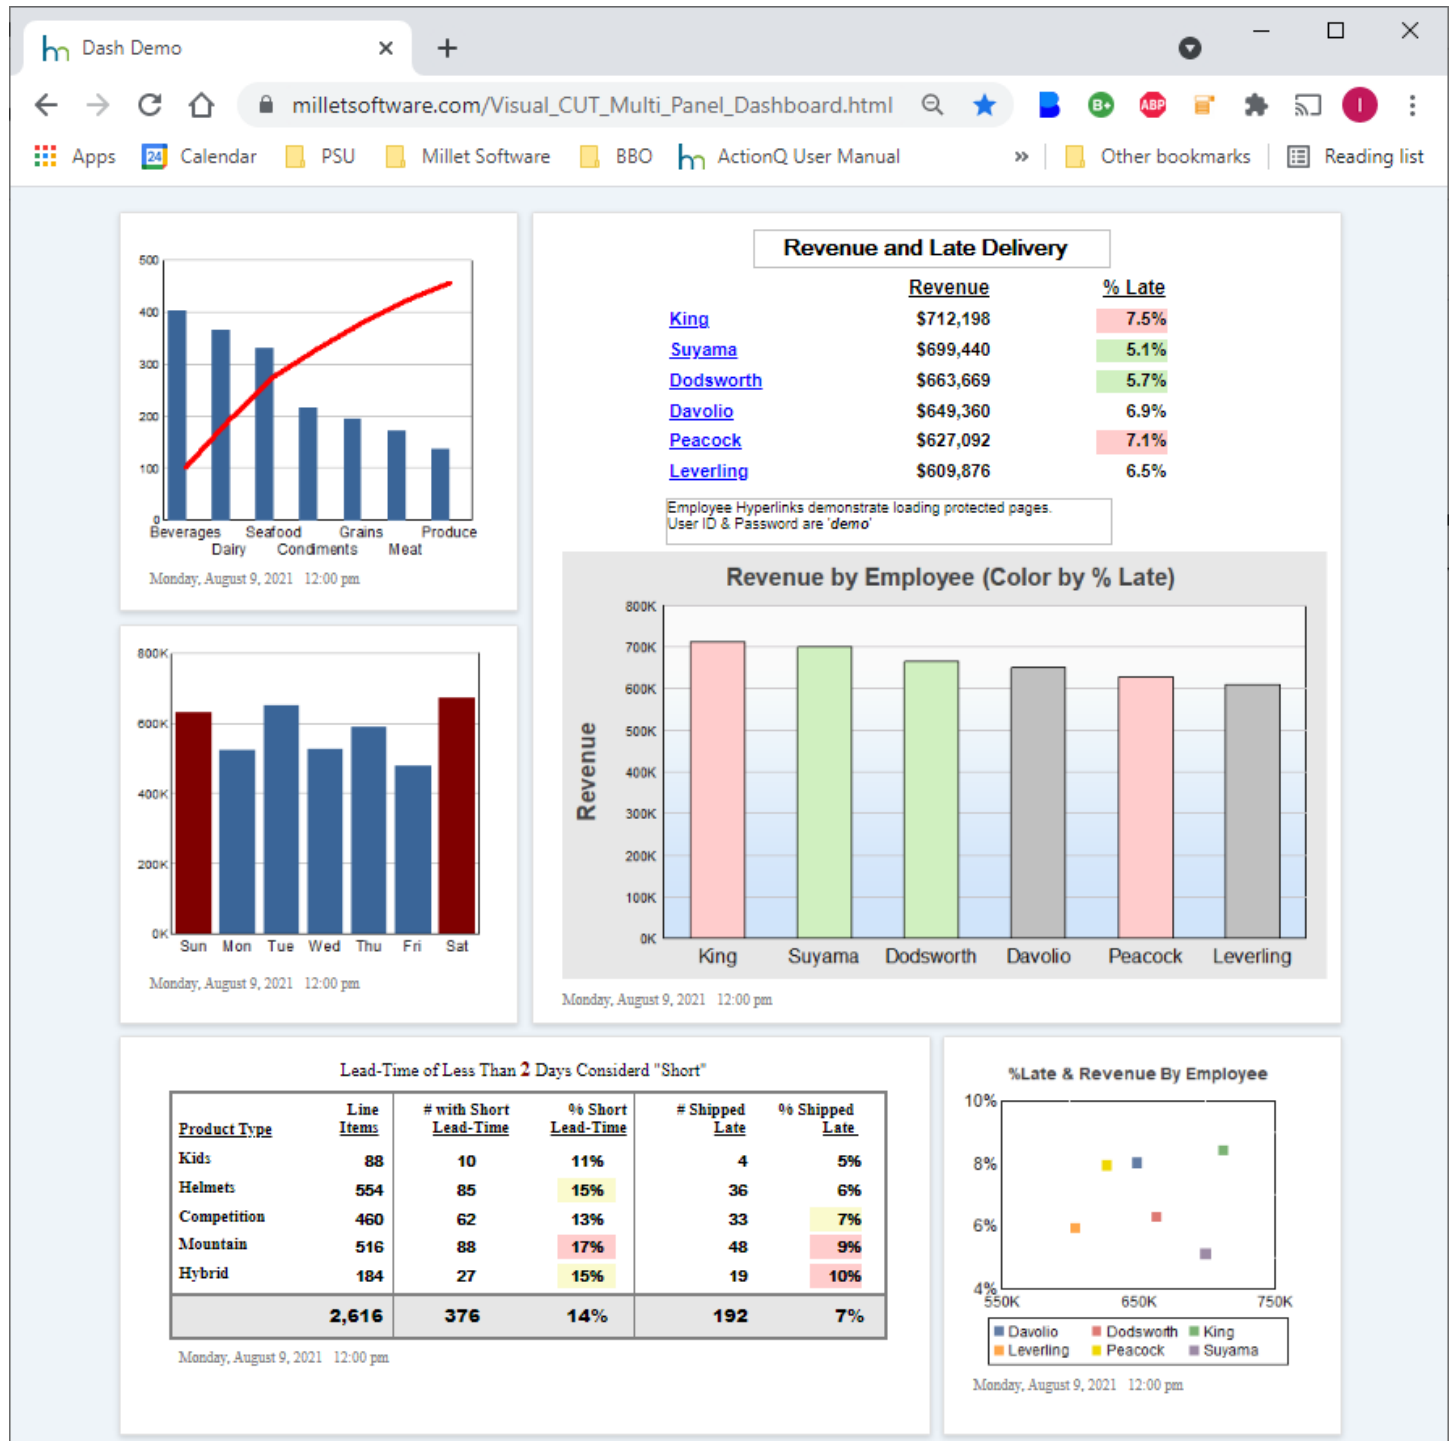 Dash Demo
milletsoftware.com/Visual_CUT_Multi_Panel_Dashboard.html
B+
ABP
I
Apps
24 Calendar
PSU
Millet Software
BBO
ActionQ User Manual
»
Other bookmarks
Reading list
500
400
300
200
100
0
Beverages Seafood Grains Produce
Dairy Condiments Meat
Monday, August 9, 2021 12:00 pm
800K
600K
400K
200K
0K
Sun Mon Tue Wed Thu Fri Sat
Monday, August 9, 2021 12:00 pm
Revenue and Late Delivery
Revenue % Late
King $712,198 7.5%
Suyama $699,440 5.1%
Dodsworth $663,669 5.7%
Davolio $649,360 6.9%
Peacock $627,092 7.1%
Leverling $609,876 6.5%
Employee Hyperlinks demonstrate loading protected pages.
User ID & Password are 'demo'
Revenue by Employee (Color by % Late)
Revenue
800K
700K
600K
500K
400K
300K
200K
100K
0K
King Suyama Dodsworth Davolio Peacock Leverling
Monday, August 9, 2021 12:00 pm
Lead-Time of Less Than 2 Days Considerd "Short"
Line # with Short % Short # Shipped % Shipped
Product Type Items Lead-Time Lead-Time Late Late
Kids 88 10 11% 4 5%
Helmets 554 85 15% 36 6%
Competition 460 62 13% 33 7%
Mountain 516 88 17% 48 9%
Hybrid 184 27 15% 19 10%
2,616 376 14% 192 7%
Monday, August 9, 2021 12:00 pm
%Late & Revenue By Employee
10%
8%
6%
4%
550K 650K 750K
Davolio Dodsworth King
Leverling Peacock Suyama
Monday, August 9, 2021 12:00 pm